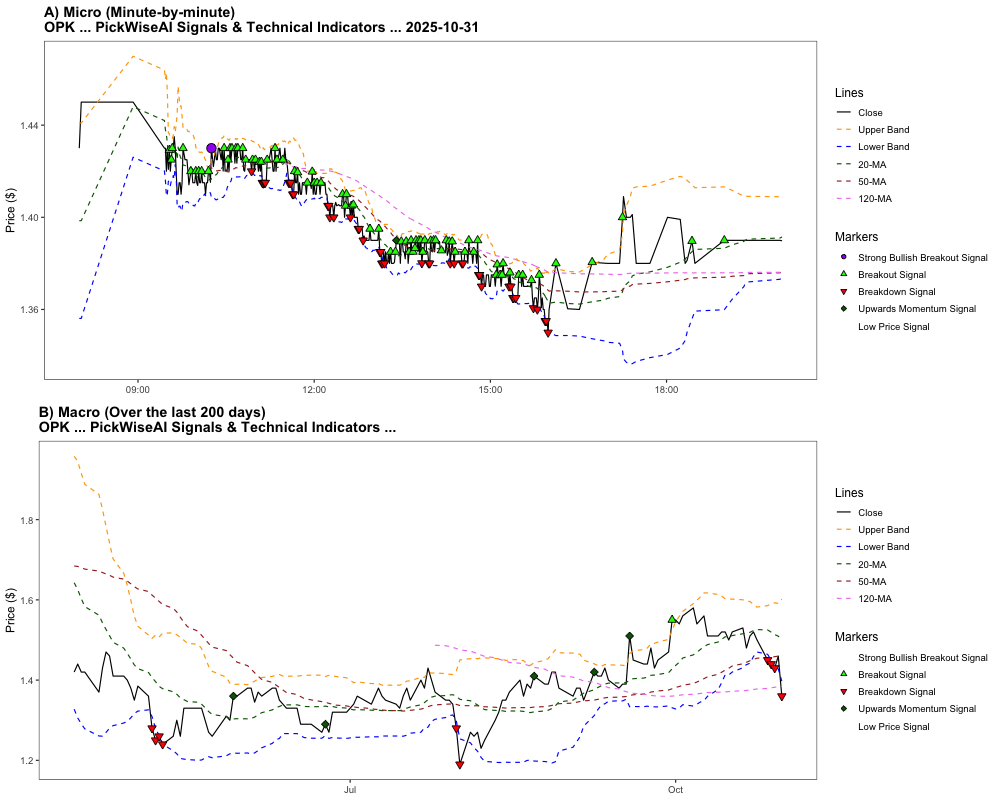 A) Micro (Minute-by-minute)
OPK ... PickWiseAI Signals & Technical Indicators ... 2025-10-31
Price ($)
1.44
1.40
1.36
09:00
12:00
15:00
18:00
Lines
Close
Upper Band
Lower Band
20-MA
50-MA
120-MA
Markers
Strong Bullish Breakout Signal
Breakout Signal
Breakdown Signal
Upwards Momentum Signal
Low Price Signal
B) Macro (Over the last 200 days)
OPK ... PickWiseAI Signals & Technical Indicators ...
Price ($)
1.8
1.6
1.4
1.2
Jul
Oct
Lines
Close
Upper Band
Lower Band
20-MA
50-MA
120-MA
Markers
Strong Bullish Breakout Signal
Breakout Signal
Breakdown Signal
Upwards Momentum Signal
Low Price Signal